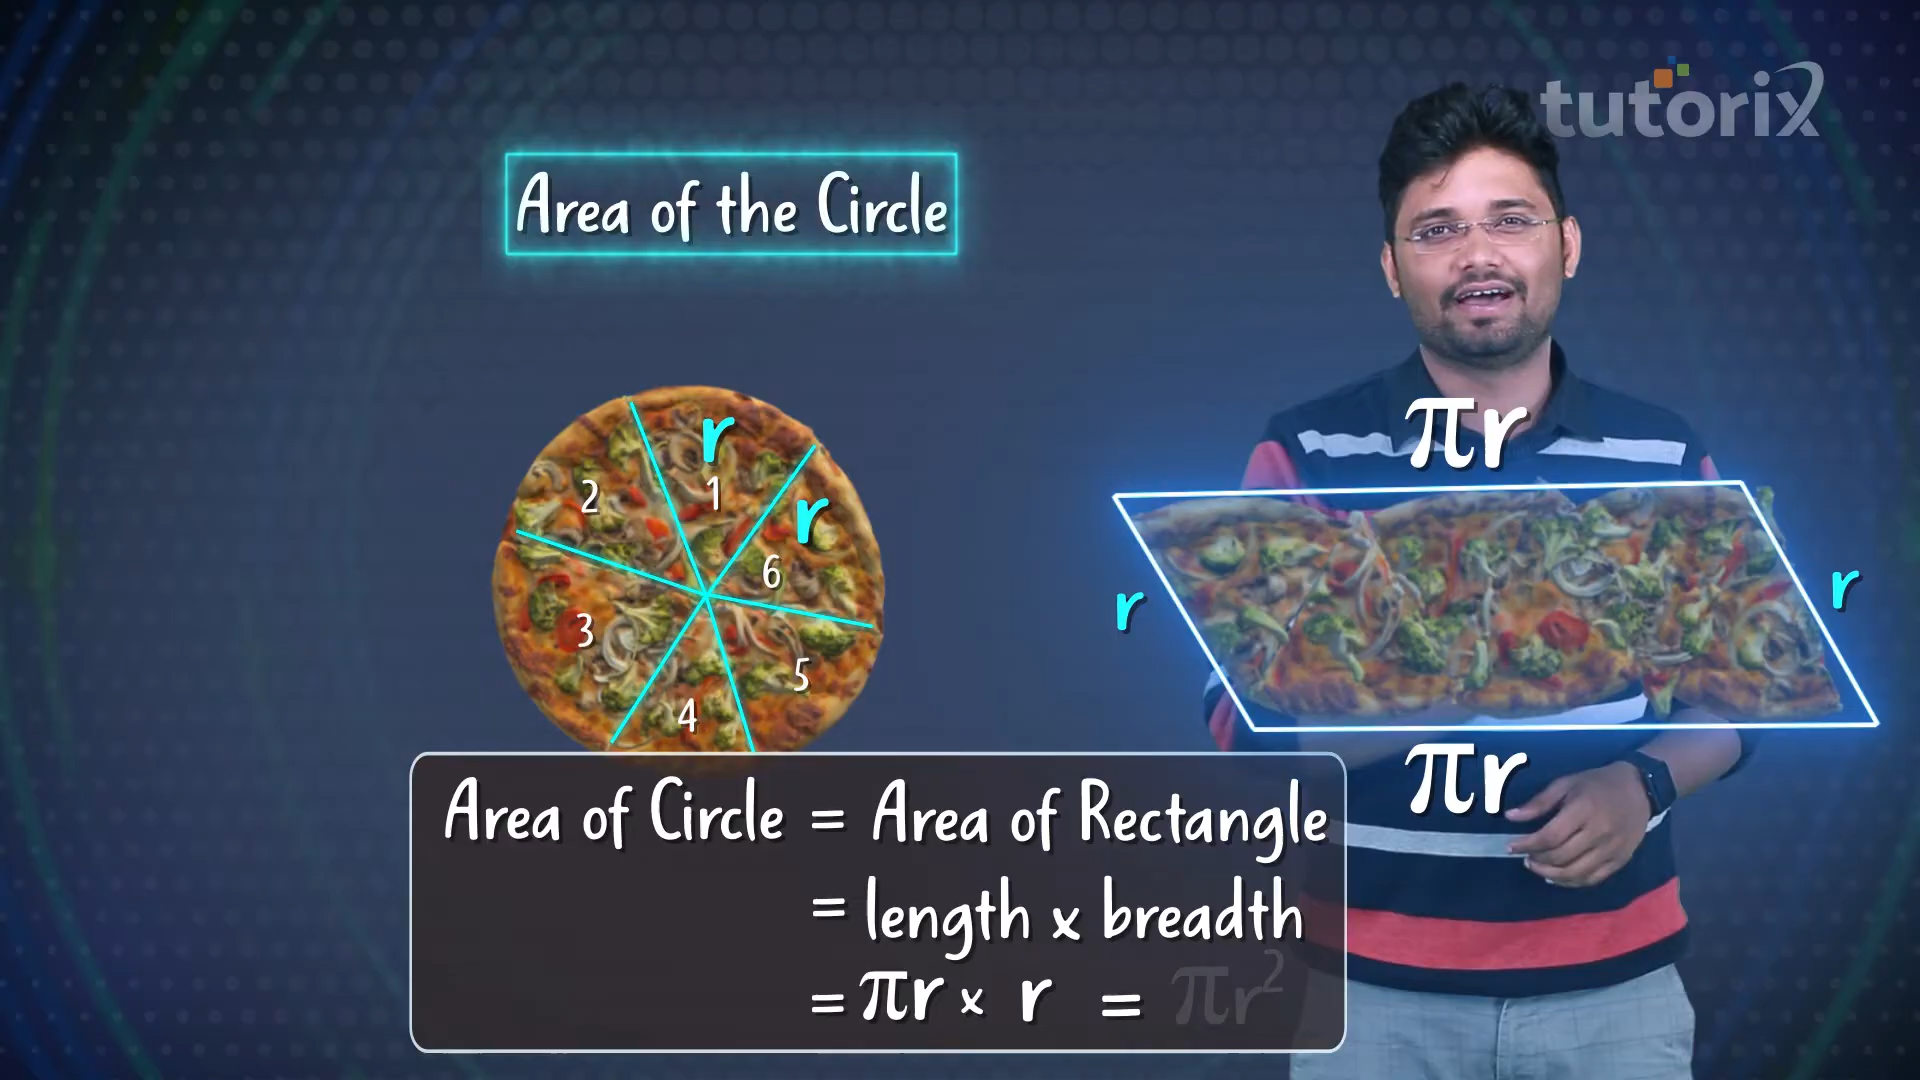 tutorix
Area of the Circle
r
1
2
r
6
3
5
4
πr
r
r
πr
Area of Circle = Area of Rectangle
= length x breadth
= πr x r = πr²